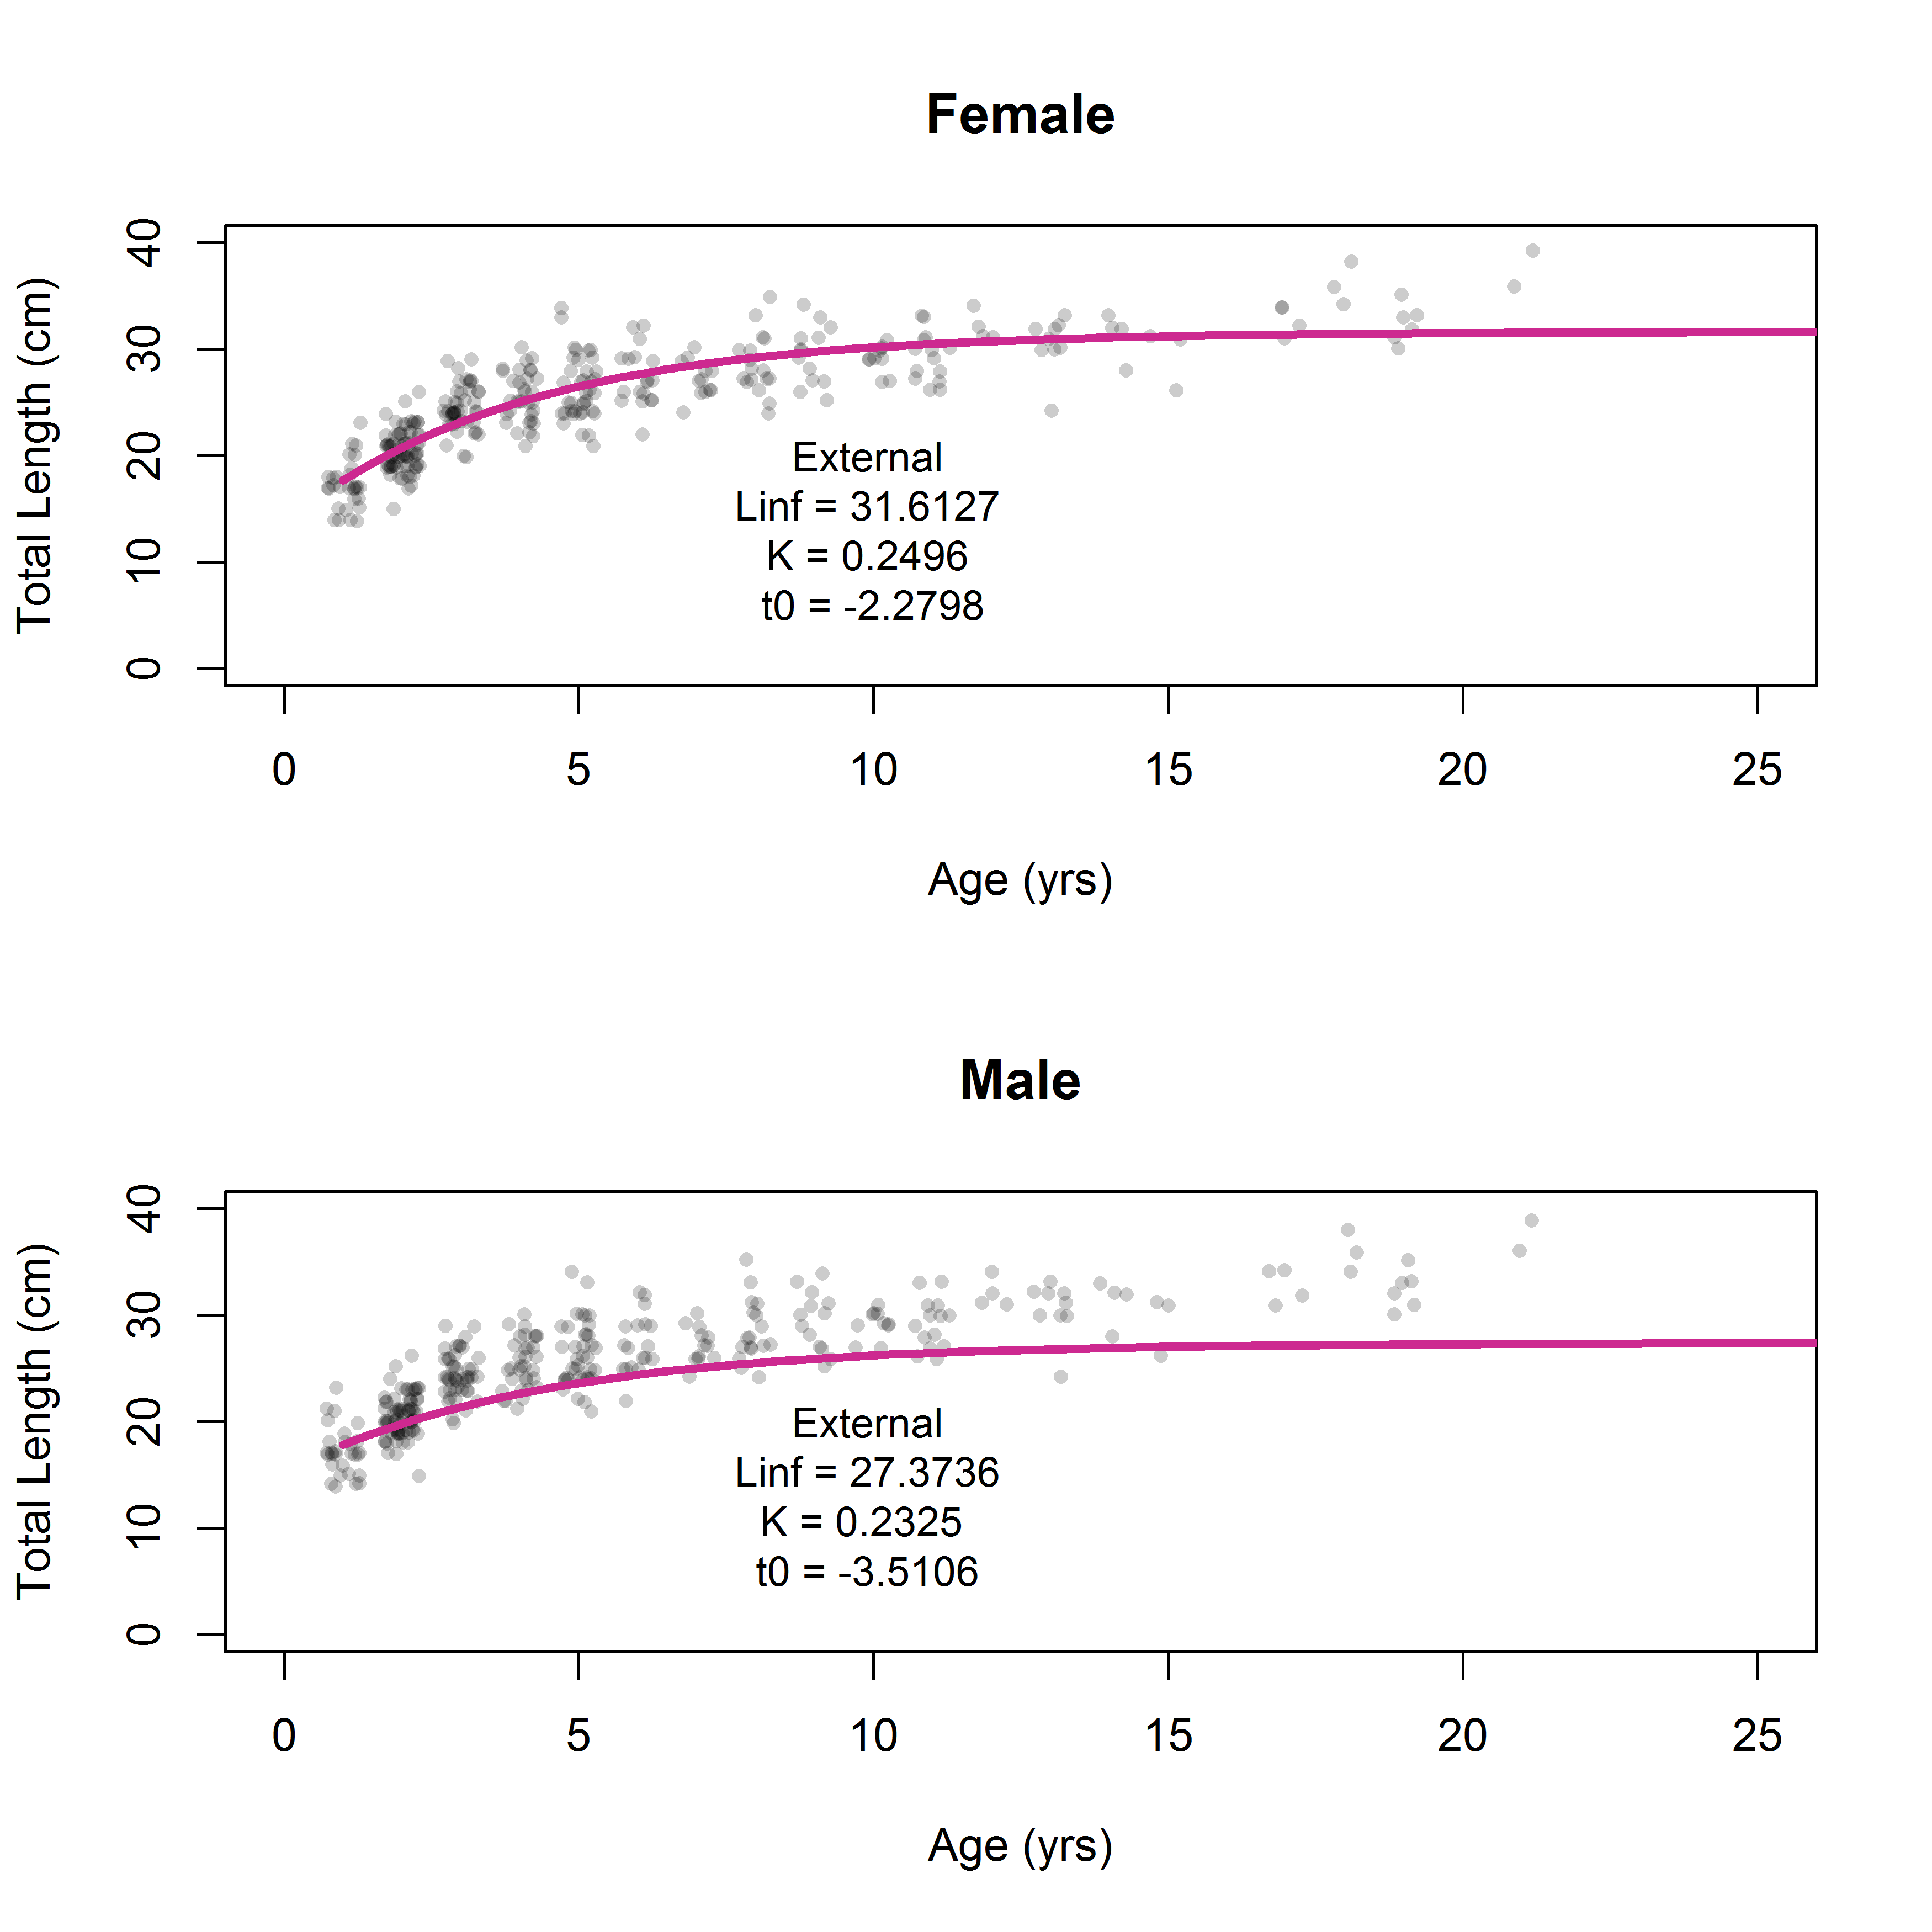 Female
Total Length (cm)
40
30
20
10
0
External
Linf = 31.6127
K = 0.2496
t0 = -2.2798
0 5 10 15 20 25
Age (yrs)
Male
Total Length (cm)
40
30
20
10
0
External
Linf = 27.3736
K = 0.2325
t0 = -3.5106
0 5 10 15 20 25
Age (yrs)